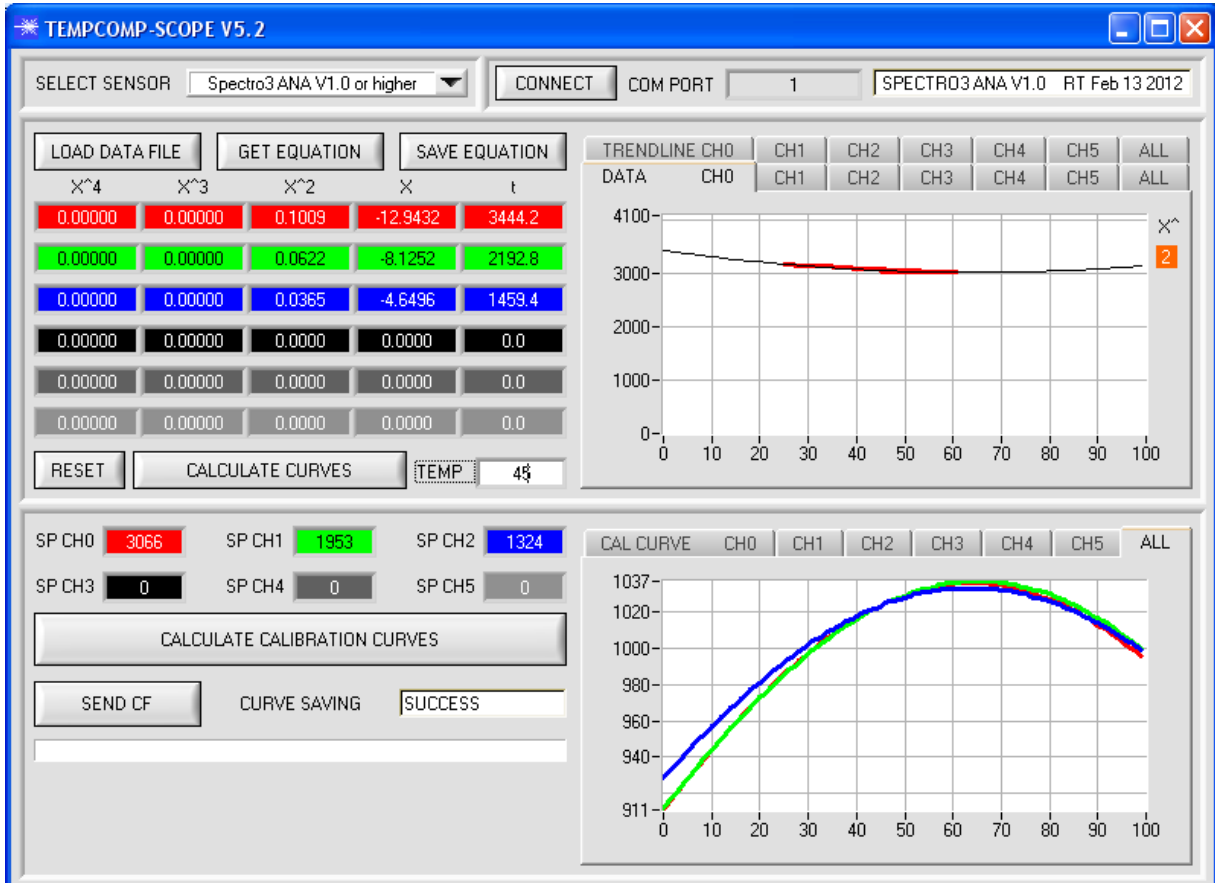 TEMPCOMP-SCOPE V5.2
SELECT SENSOR Spectro3 ANA V1.0 or higher CONNECT COM PORT 1 SPECTRO3 ANA V1.0 RT Feb 13 2012
LOAD DATA FILE GET EQUATION SAVE EQUATION
X^4 X^3 X^2 X t
0.00000 0.00000 0.1009 -12.9432 3444.2
0.00000 0.00000 0.0622 -8.1252 2192.8
0.00000 0.00000 0.0365 -4.6496 1459.4
0.00000 0.00000 0.0000 0.0000 0.0
0.00000 0.00000 0.0000 0.0000 0.0
0.00000 0.00000 0.0000 0.0000 0.0
RESET CALCULATE CURVES TEMP 45
TRENDLINE CH0 CH1 CH2 CH3 CH4 CH5 ALL
DATA CH0 CH1 CH2 CH3 CH4 CH5 ALL
4100
3000
2000
1000
0
0 10 20 30 40 50 60 70 80 90 100
X^
2
SP CH0 3066 SP CH1 1953 SP CH2 1324
SP CH3 0 SP CH4 0 SP CH5 0
CALCULATE CALIBRATION CURVES
SEND CF CURVE SAVING SUCCESS
CAL CURVE CH0 CH1 CH2 CH3 CH4 CH5 ALL
1037
1020
1000
980
960
940
911
0 10 20 30 40 50 60 70 80 90 100